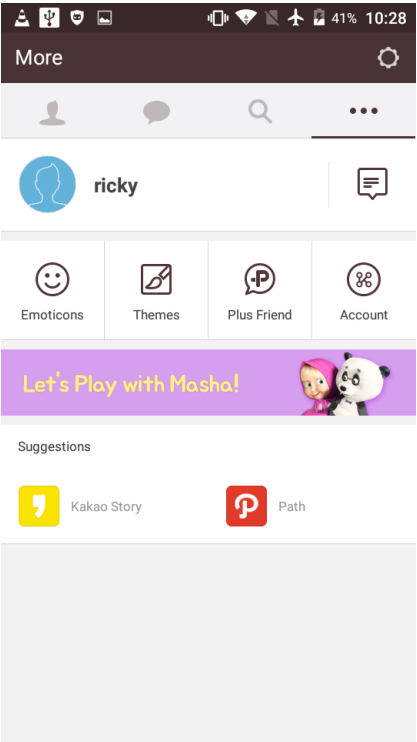 41% 10:28
More
ricky
Emoticons Themes Plus Friend Account
Let's Play with Masha!
Suggestions
Kakao Story Path